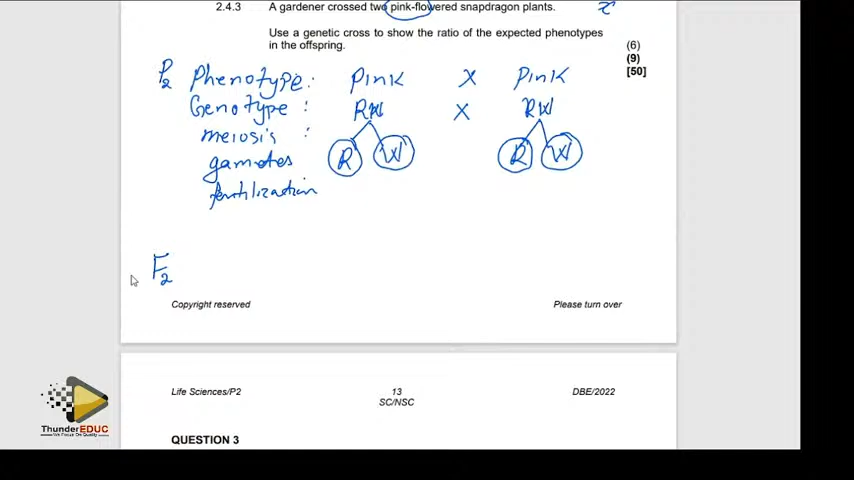 2.4.3 A gardener crossed two pink-flowered snapdragon plants.
Use a genetic cross to show the ratio of the expected phenotypes
in the offspring. (6)
(9)
[50]
P2 Phenotype: Pink X Pink
Genotype: RW X RW
meiosis :
gametes R W R W
fertilization
F2
Copyright reserved Please turn over
Life Sciences/P2 13 DBE/2022
SC/NSC
QUESTION 3
ThunderEDUC